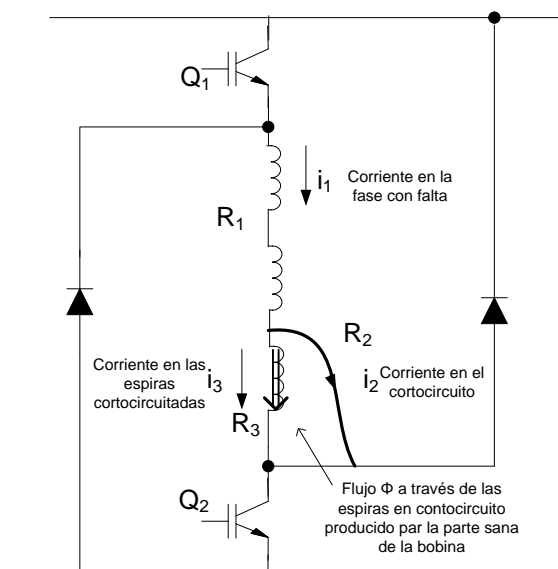 Q1
i1
Corriente en la
fase con falta
R1
R2
Corriente en las
espiras
cortocircuitadas
i3
i2
Corriente en el
cortocircuito
R3
Q2
Flujo Φ a través de las
espiras en contocircuito
producido par la parte sana
de la bobina